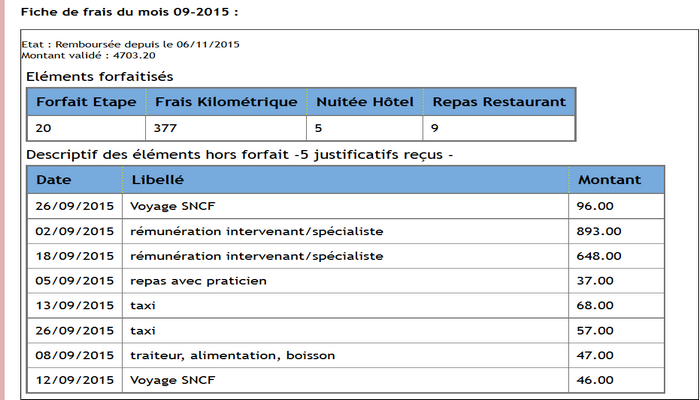 Fiche de frais du mois 09-2015 :
Etat : Remboursée depuis le 06/11/2015
Montant validé : 4703.20
Eléments forfaitisés
Forfait Etape Frais Kilométrique Nuitée Hôtel Repas Restaurant
20 377 5 9
Descriptif des éléments hors forfait -5 justificatifs reçus -
Date Libellé Montant
26/09/2015 Voyage SNCF 96.00
02/09/2015 rémunération intervenant/spécialiste 893.00
18/09/2015 rémunération intervenant/spécialiste 648.00
05/09/2015 repas avec praticien 37.00
13/09/2015 taxi 68.00
26/09/2015 taxi 57.00
08/09/2015 traiteur, alimentation, boisson 47.00
12/09/2015 Voyage SNCF 46.00